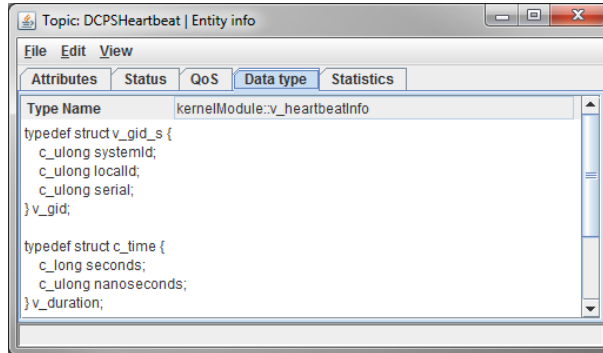 Topic: DCPSHeartbeat | Entity info
File Edit View
Attributes Status QoS Data type Statistics
Type Name kernelModule::v_heartbeatInfo
typedef struct v_gid_s {
c_ulong systemId;
c_ulong localId;
c_ulong serial;
} v_gid;
typedef struct c_time {
c_long seconds;
c_ulong nanoseconds;
} v_duration;